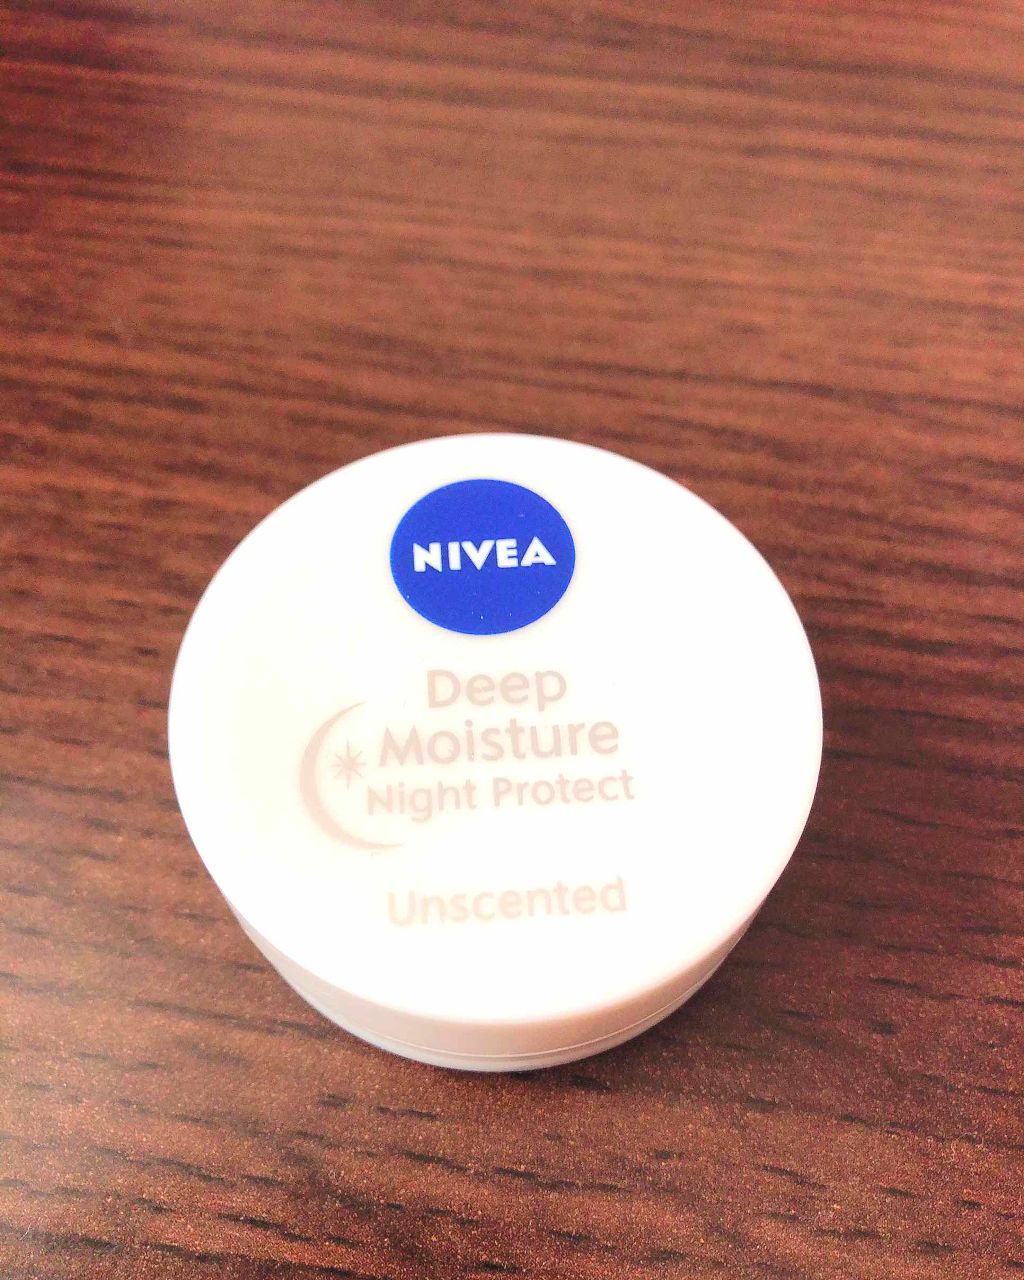 NIVEA
Deep
Moisture
Night Protect
Unscented